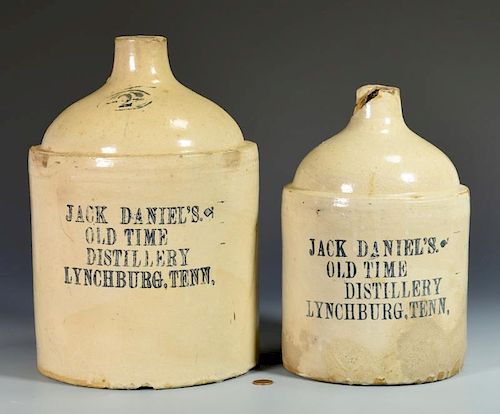 2
JACK DANIEL'S.
OLD TIME
DISTILLERY
LYNCHBURG, TENN,
JACK DANIEL'S.
OLD TIME
DISTILLERY
LYNCHBURG, TENN,